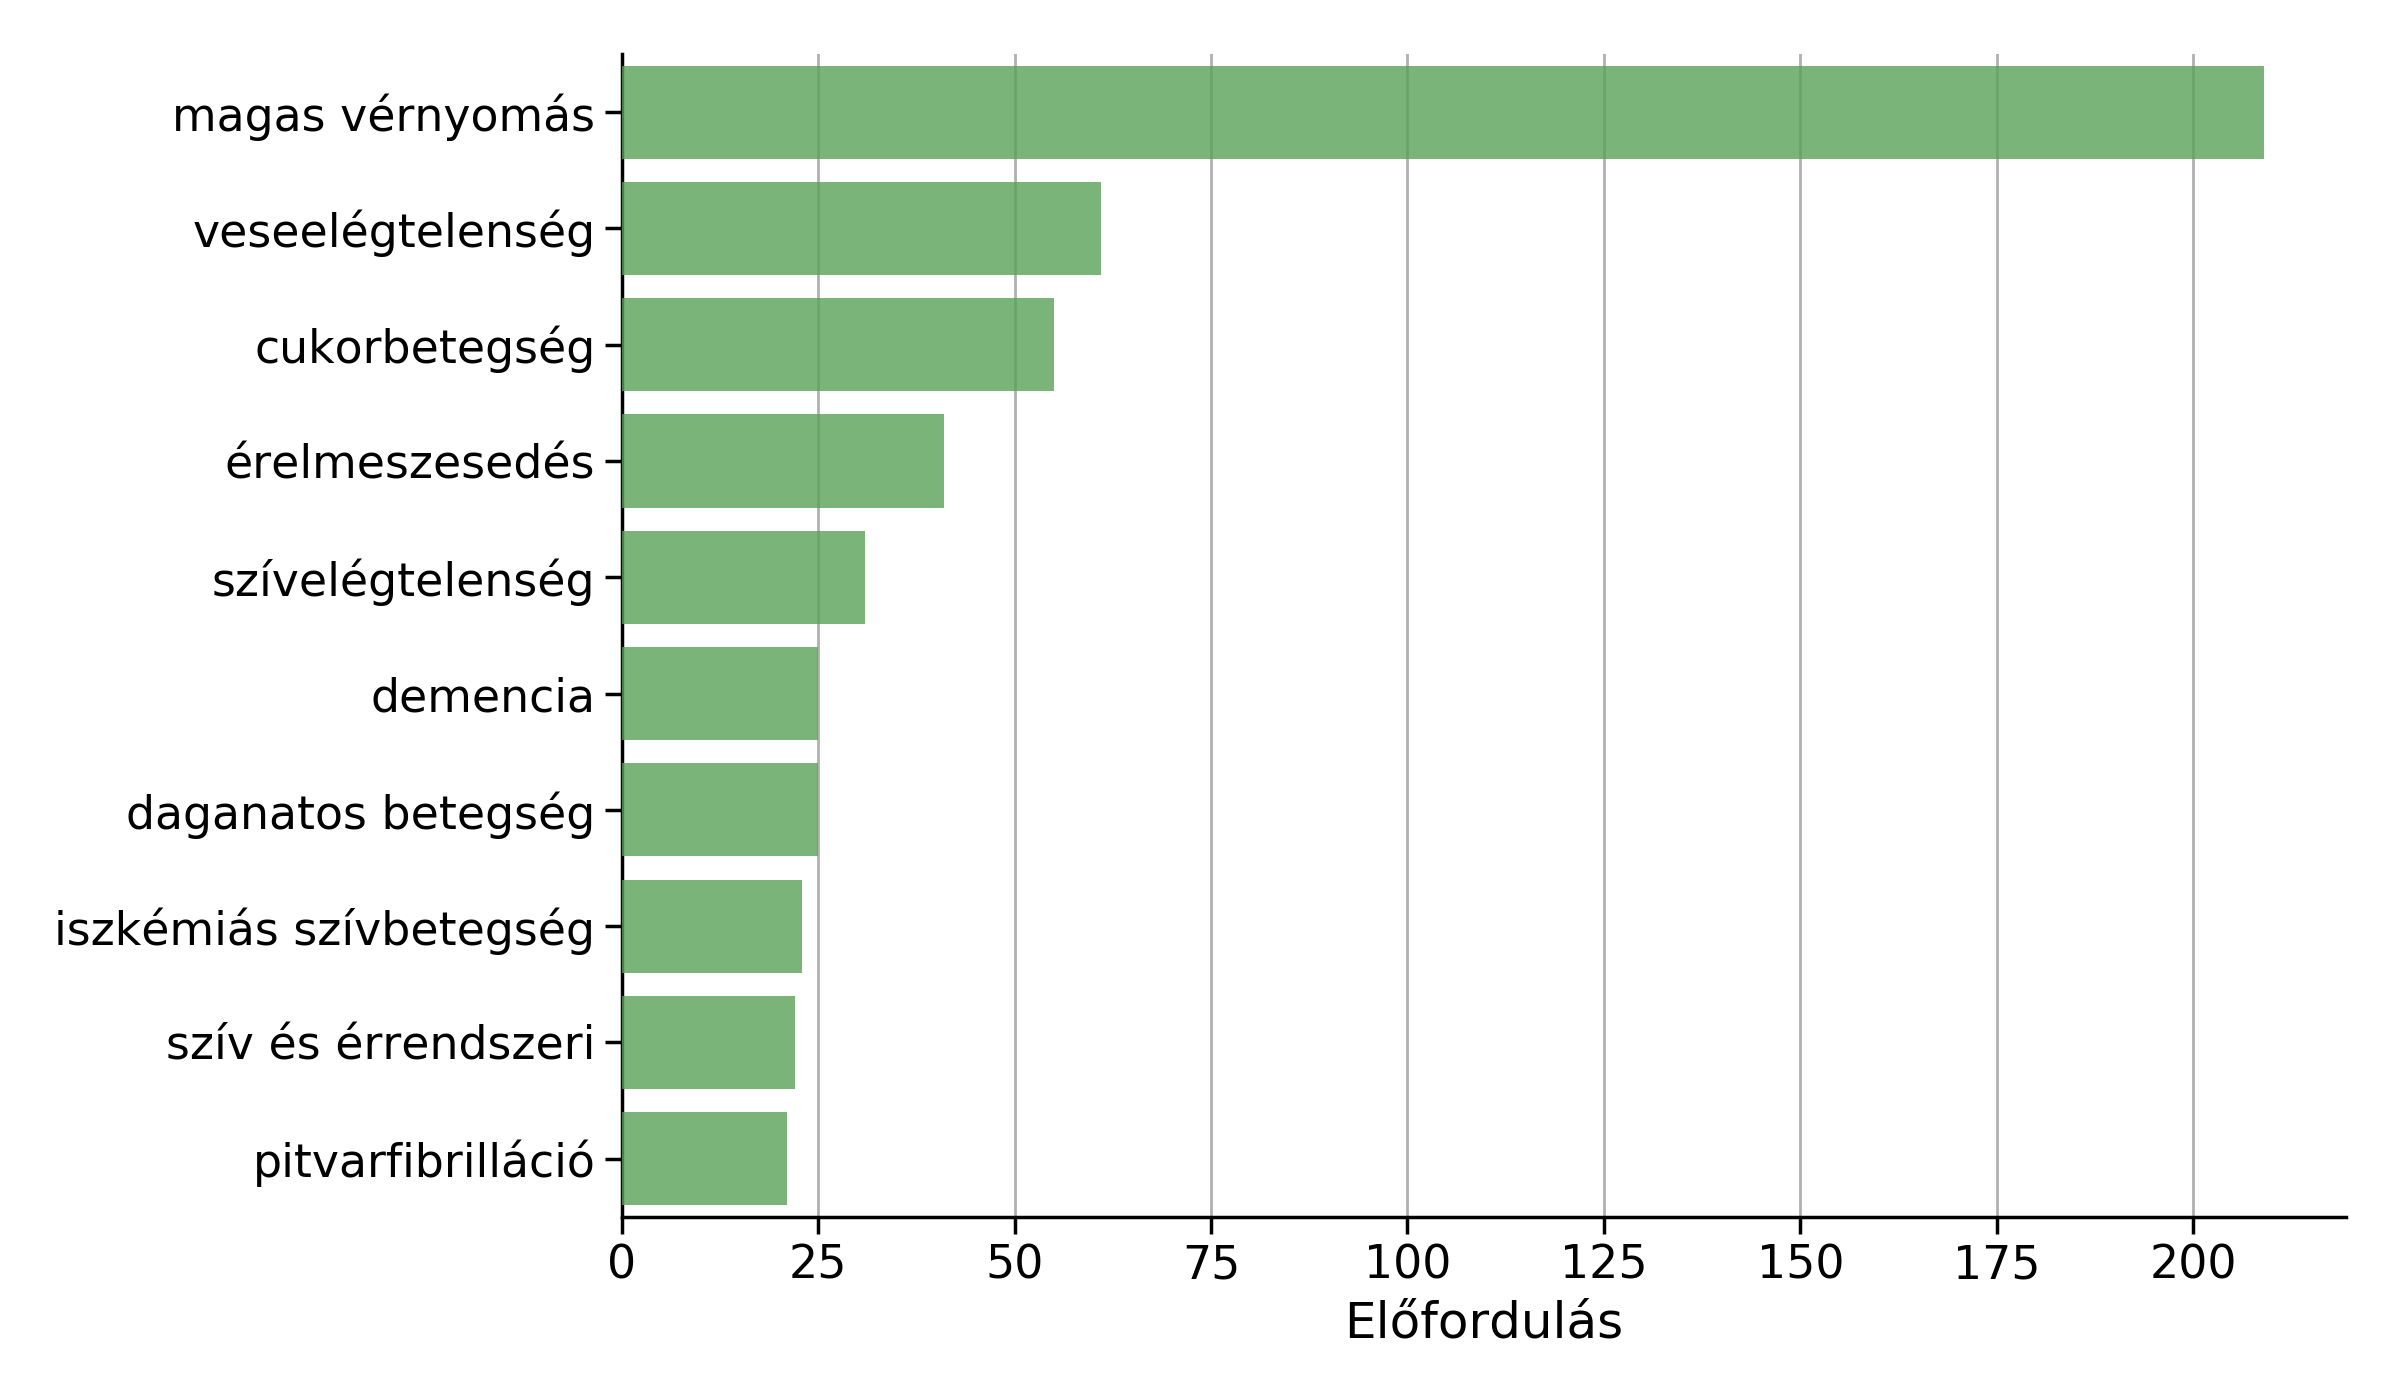 magas vérnyomás
veseelégtelenség
cukorbetegség
érelmeszesedés
szívelégtelenség
demencia
daganatos betegség
iszkémiás szívbetegség
szív és érrendszeri
pitvarfibrilláció
0 25 50 75 100 125 150 175 200
Előfordulás